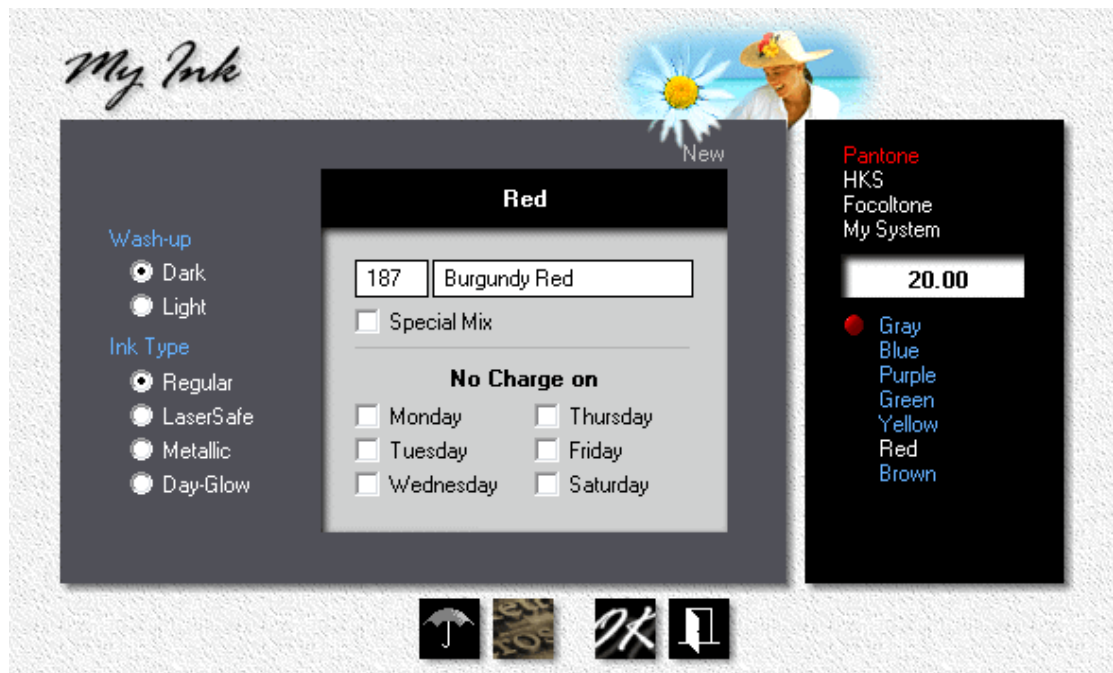 My Ink
New
Red
Wash-up
Dark
Light
Ink Type
Regular
LaserSafe
Metallic
Day-Glow
187 Burgundy Red
Special Mix
No Charge on
Monday Thursday
Tuesday Friday
Wednesday Saturday
Pantone
HKS
Focoltone
My System
20.00
Gray
Blue
Purple
Green
Yellow
Red
Brown
OK